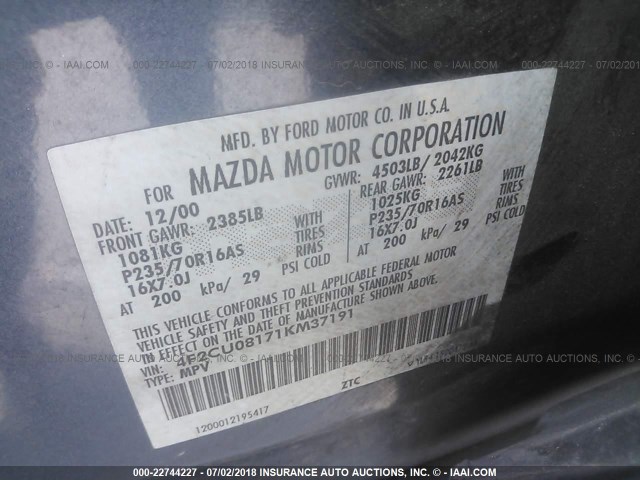 000-22744227 - 07/02/2018 INSURANCE AUTO AUCTIONS, INC. - IAAI.COM
MFD. BY FORD MOTOR CO. IN U.S.A.
FOR MAZDA MOTOR CORPORATION
DATE: 12/00 GVWR: 4503LB/ 2042KG
FRONT GAWR: 2385LB REAR GAWR: 2261LB
1081KG WITH 1025KG WITH
P235/70R16AS TIRES P235/70R16AS TIRES
16X7.0J RIMS 16X7.0J RIMS
AT 200 kPa/ 29 PSI COLD AT 200 kPa/ 29 PSI COLD
THIS VEHICLE CONFORMS TO ALL APPLICABLE FEDERAL MOTOR
VEHICLE SAFETY AND THEFT PREVENTION STANDARDS
IN EFFECT ON THE DATE OF MANUFACTURE SHOWN ABOVE.
VIN: 4F2CU08171KM37191
TYPE: MPV
ZTC
1200012195417
000-22744227 - 07/02/2018 INSURANCE AUTO AUCTIONS, INC. - IAAI.COM